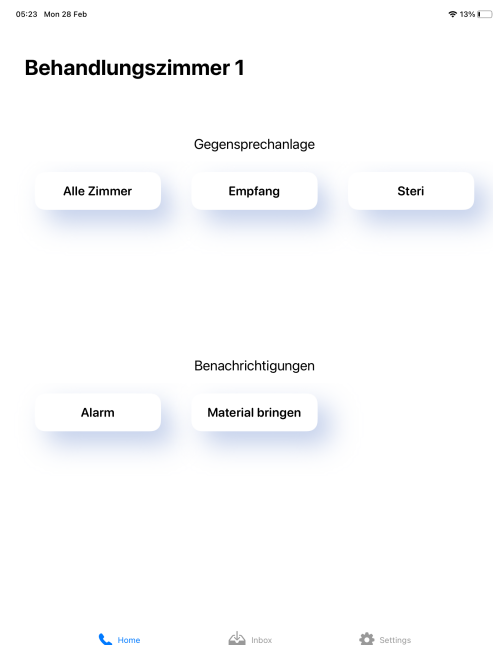 05:23 Mon 28 Feb 13%
Behandlungszimmer 1
Gegensprechanlage
Alle Zimmer Empfang Steri
Benachrichtigungen
Alarm Material bringen
Home Inbox Settings